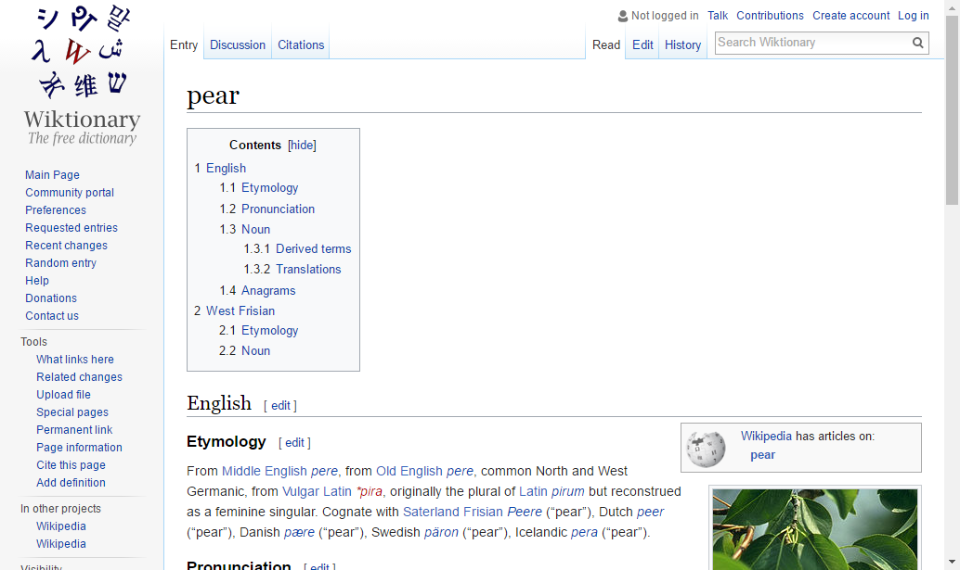 Not logged in Talk Contributions Create account Log in
Entry Discussion Citations Read Edit History Search Wiktionary
シ 말
λ W ش
维 ש
Wiktionary
The free dictionary
Main Page
Community portal
Preferences
Requested entries
Recent changes
Random entry
Help
Donations
Contact us
Tools
What links here
Related changes
Upload file
Special pages
Permanent link
Page information
Cite this page
Add definition
In other projects
Wikipedia
Wikipedia
Visibility
pear
Contents [hide]
1 English
1.1 Etymology
1.2 Pronunciation
1.3 Noun
1.3.1 Derived terms
1.3.2 Translations
1.4 Anagrams
2 West Frisian
2.1 Etymology
2.2 Noun
English [ edit ]
Etymology [ edit ]
Wikipedia has articles on:
pear
From Middle English pere, from Old English pere, common North and West
Germanic, from Vulgar Latin *pira, originally the plural of Latin pirum but reconstrued
as a feminine singular. Cognate with Saterland Frisian Peere (“pear”), Dutch peer
(“pear”), Danish pære (“pear”), Swedish päron (“pear”), Icelandic pera (“pear”).
Pronunciation [ edit ]